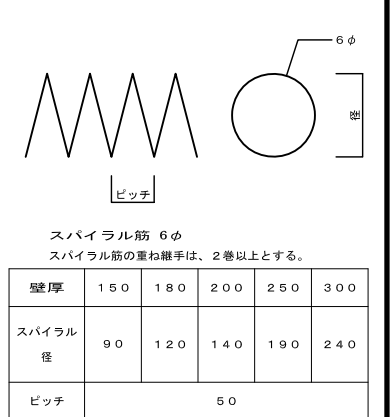 6φ
径
ピッチ
スパイラル筋 6φ
スパイラル筋の重ね継手は、2巻以上とする。
壁厚 150 180 200 250 300
スパイラル
径 90 120 140 190 240
ピッチ 50